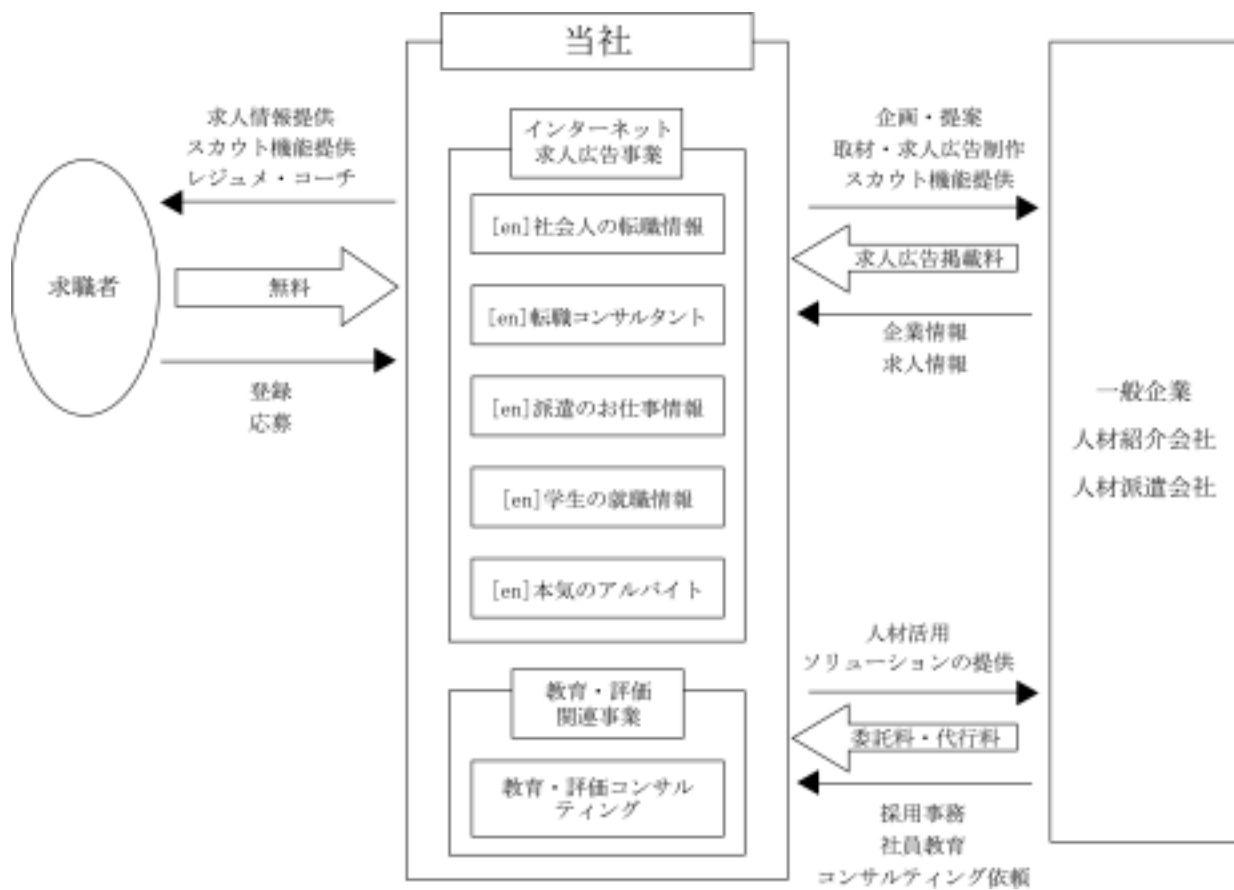 当社
求人情報提供
スカウト機能提供
レジュメ・コーチ
求職者
無料
登録
応募
インターネット
求人広告事業
[en]社会人の転職情報
[en]転職コンサルタント
[en]派遣のお仕事情報
[en]学生の就職情報
[en]本気のアルバイト
教育・評価
関連事業
教育・評価コンサル
ティング
企画・提案
取材・求人広告制作
スカウト機能提供
求人広告掲載料
企業情報
求人情報
人材活用
ソリューションの提供
委託料・代行料
採用事務
社員教育
コンサルティング依頼
一般企業
人材紹介会社
人材派遣会社